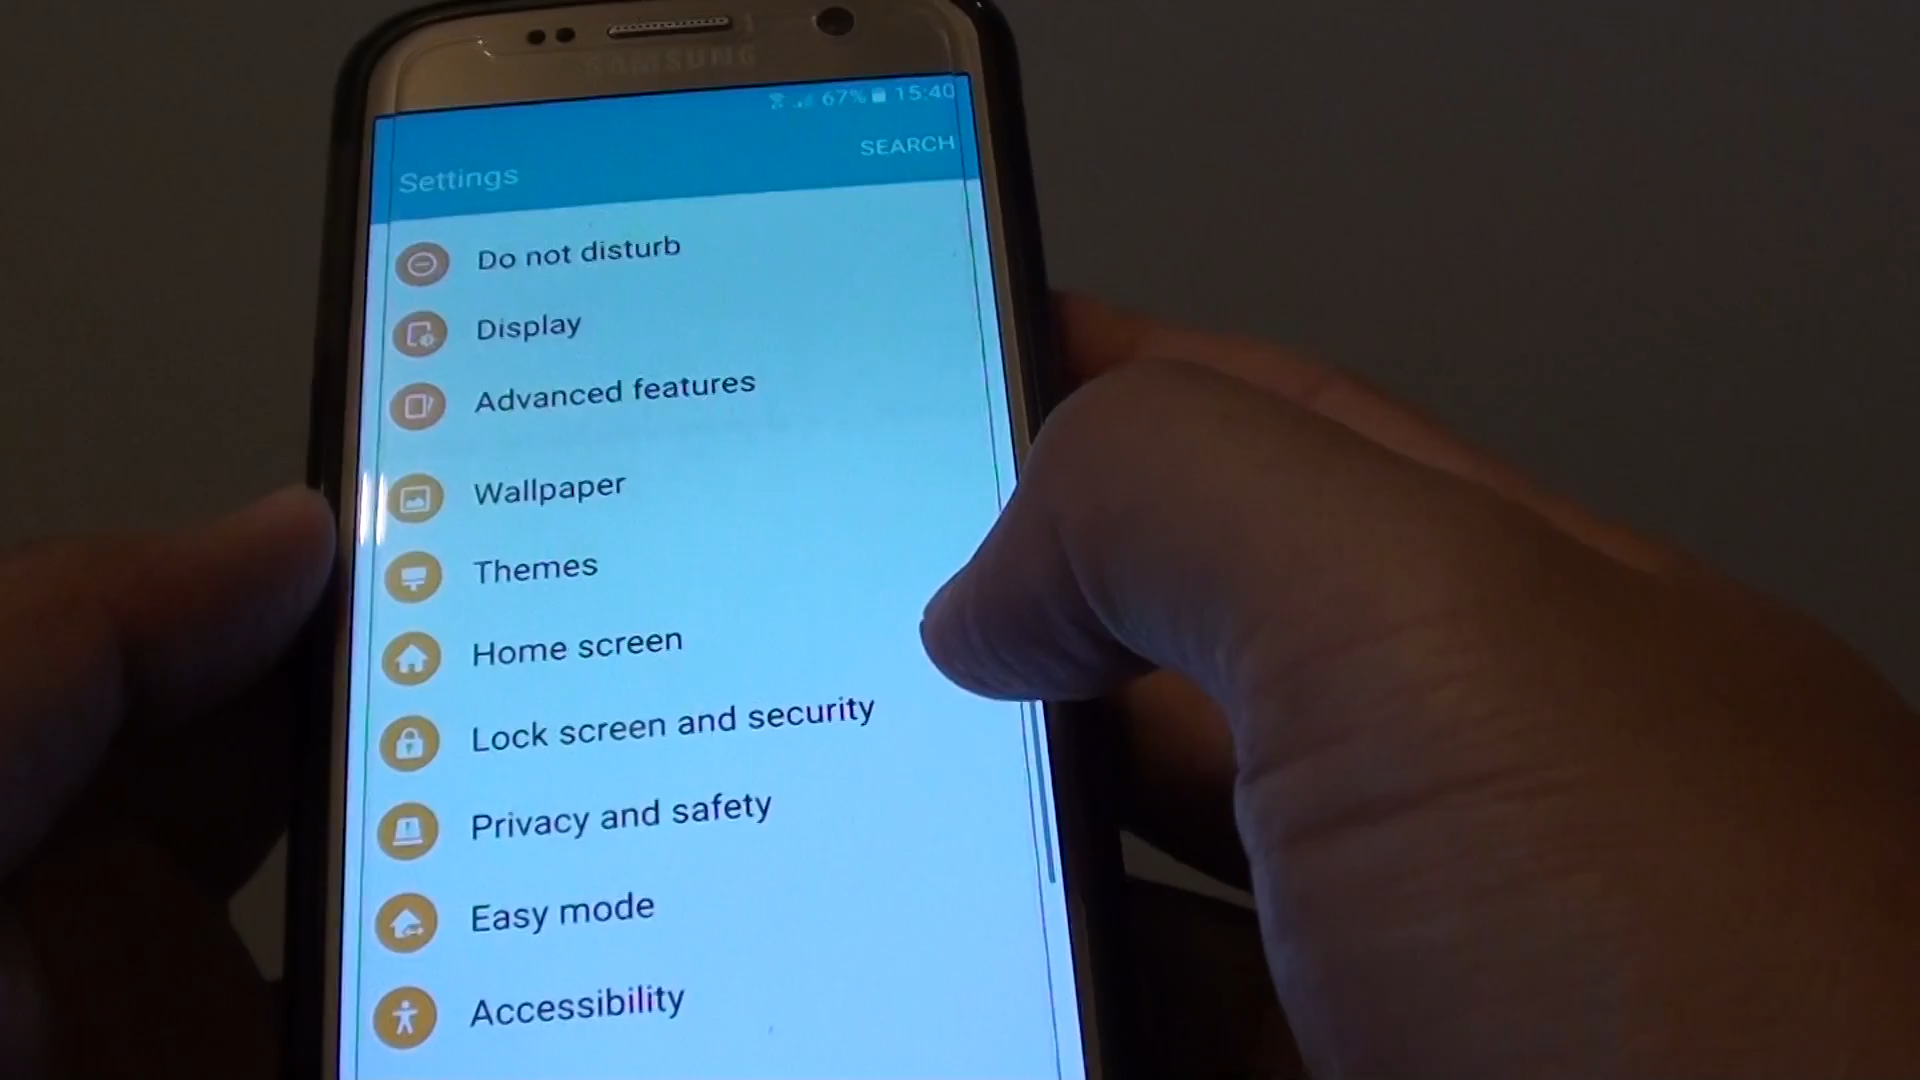 SAMSUNG
67% 15:40
SEARCH
Settings
Do not disturb
Display
Advanced features
Wallpaper
Themes
Home screen
Lock screen and security
Privacy and safety
Easy mode
Accessibility